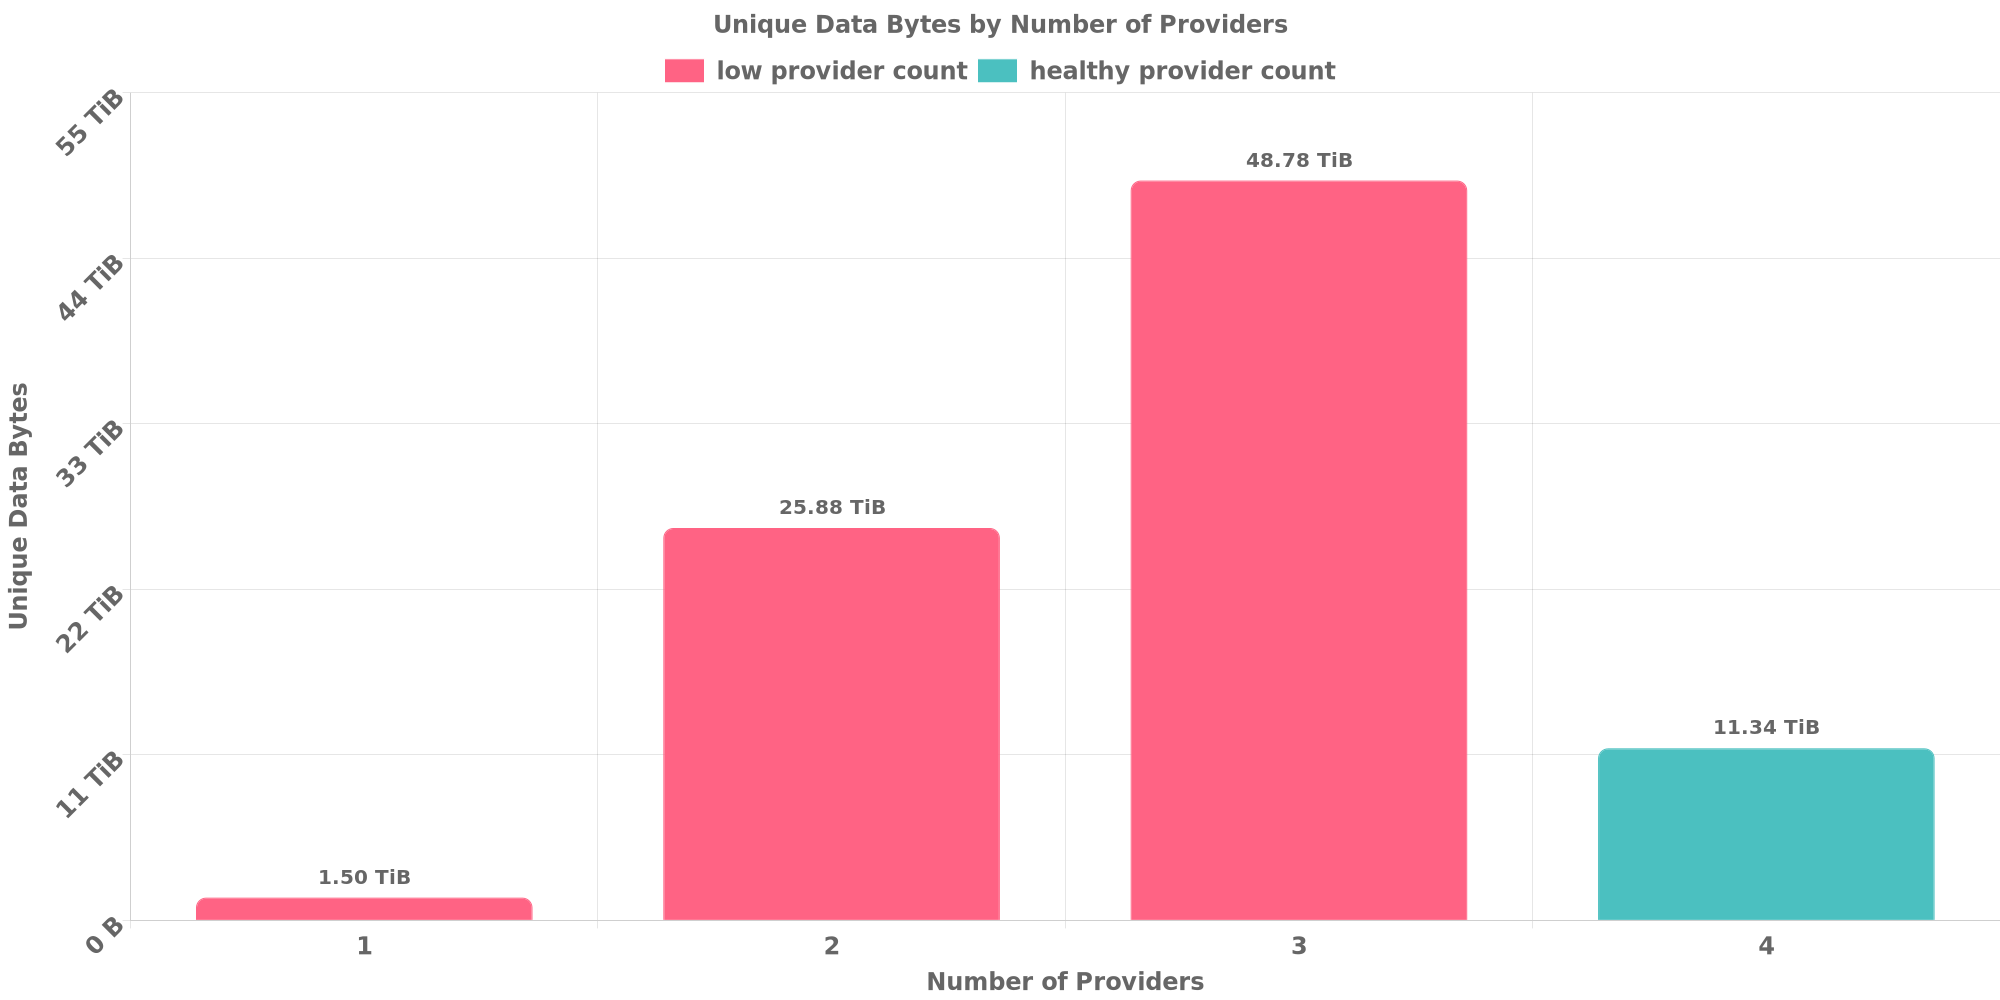 Unique Data Bytes by Number of Providers
low provider count
healthy provider count
Unique Data Bytes
55 TiB
44 TiB
33 TiB
22 TiB
11 TiB
0 B
1.50 TiB
25.88 TiB
48.78 TiB
11.34 TiB
1
2
3
4
Number of Providers